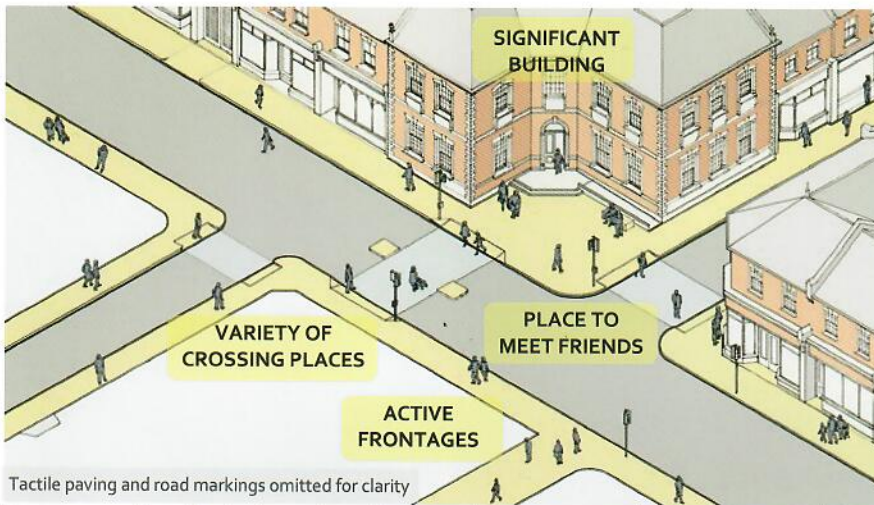 SIGNIFICANT
BUILDING
VARIETY OF
CROSSING PLACES
PLACE TO
MEET FRIENDS
ACTIVE
FRONTAGES
Tactile paving and road markings omitted for clarity